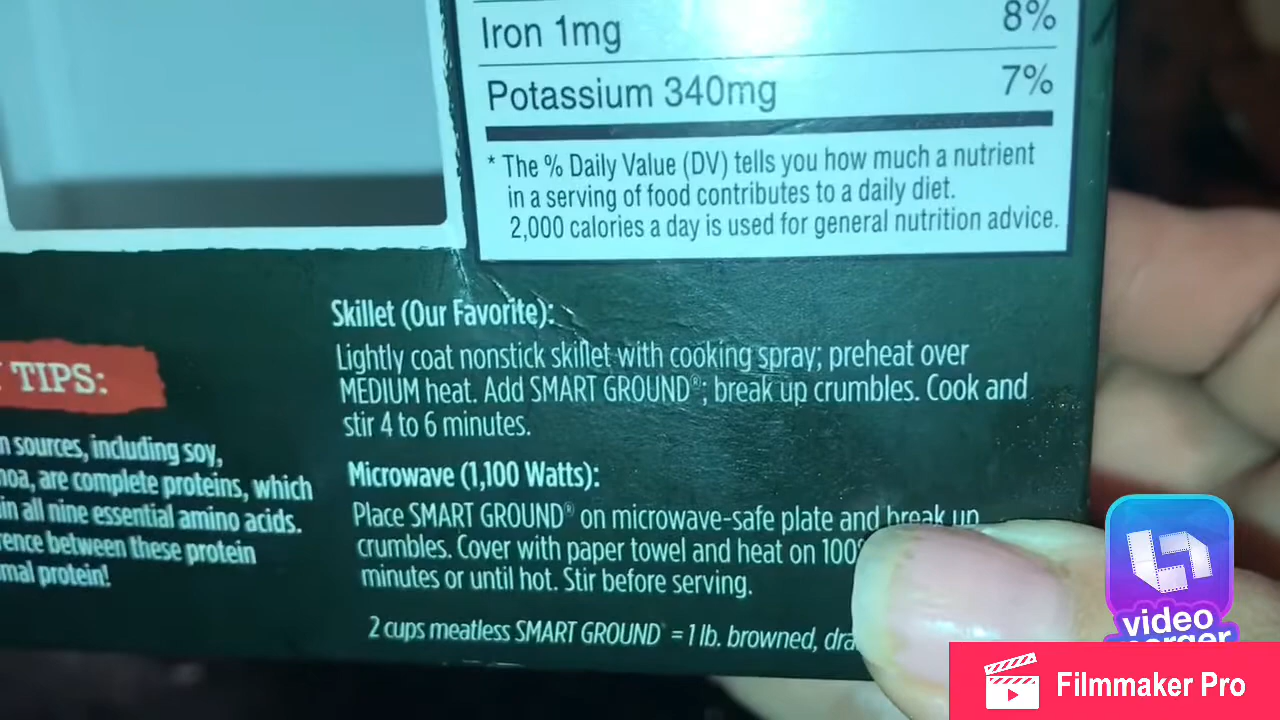 Iron 1mg 8%
Potassium 340mg 7%
* The % Daily Value (DV) tells you how much a nutrient
in a serving of food contributes to a daily diet.
2,000 calories a day is used for general nutrition advice.
Skillet (Our Favorite):
Lightly coat nonstick skillet with cooking spray; preheat over
MEDIUM heat. Add SMART GROUND®; break up crumbles. Cook and
stir 4 to 6 minutes.
Microwave (1,100 Watts):
Place SMART GROUND® on microwave-safe plate and break up
crumbles. Cover with paper towel and heat on 100
minutes or until hot. Stir before serving.
2 cups meatless SMART GROUND® = 1 lb. browned,
TIPS:
sources, including soy,
are complete proteins, which
all nine essential amino acids.
between these protein
protein!
video
merger
Filmmaker Pro